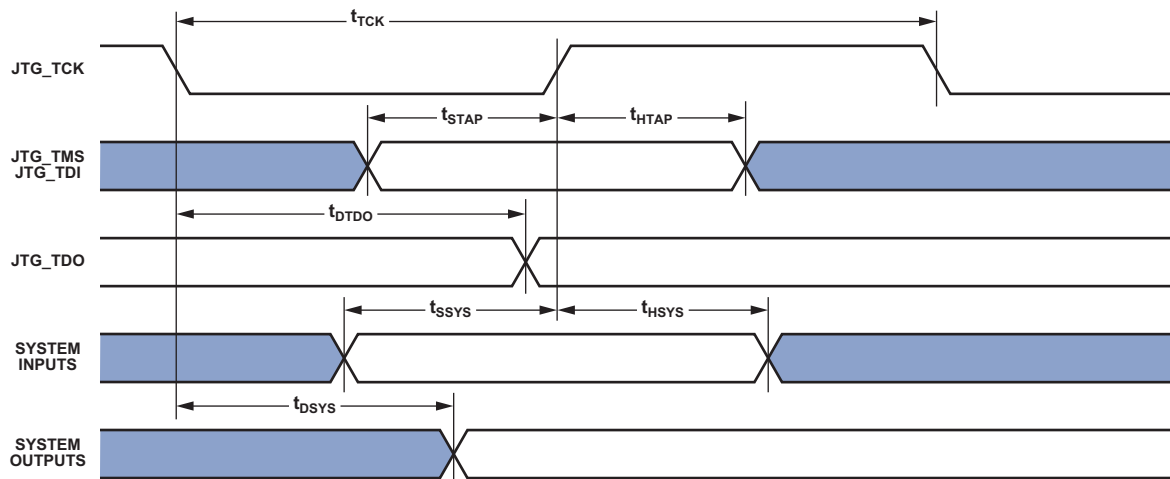 tTCK
JTG_TCK
tSTAP
tHTAP
JTG_TMS
JTG_TDI
tDTDO
JTG_TDO
tSSYS
tHSYS
SYSTEM
INPUTS
tDSYS
SYSTEM
OUTPUTS